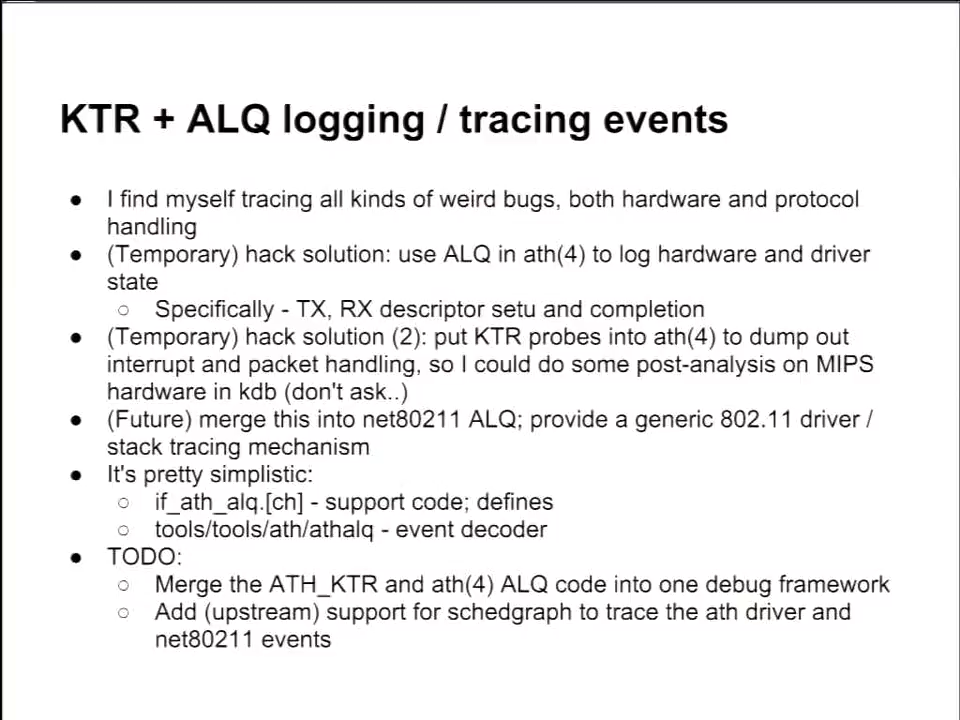 KTR + ALQ logging / tracing events
● I find myself tracing all kinds of weird bugs, both hardware and protocol
handling
● (Temporary) hack solution: use ALQ in ath(4) to log hardware and driver
state
○ Specifically - TX, RX descriptor setu and completion
● (Temporary) hack solution (2): put KTR probes into ath(4) to dump out
interrupt and packet handling, so I could do some post-analysis on MIPS
hardware in kdb (don't ask..)
● (Future) merge this into net80211 ALQ; provide a generic 802.11 driver /
stack tracing mechanism
● It's pretty simplistic:
○ if_ath_alq.[ch] - support code; defines
○ tools/tools/ath/athalq - event decoder
● TODO:
○ Merge the ATH_KTR and ath(4) ALQ code into one debug framework
○ Add (upstream) support for schedgraph to trace the ath driver and
net80211 events